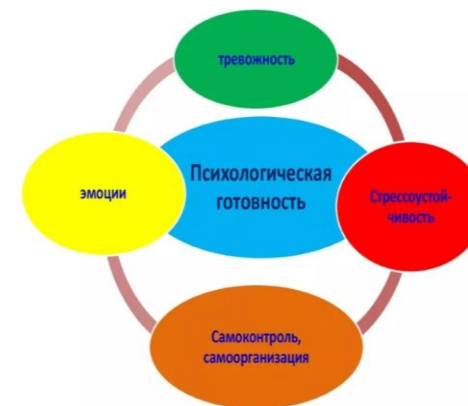 тревожность
Психологическая
готовность
эмоции
Стрессоустой-
чивость
Самоконтроль,
самоорганизация